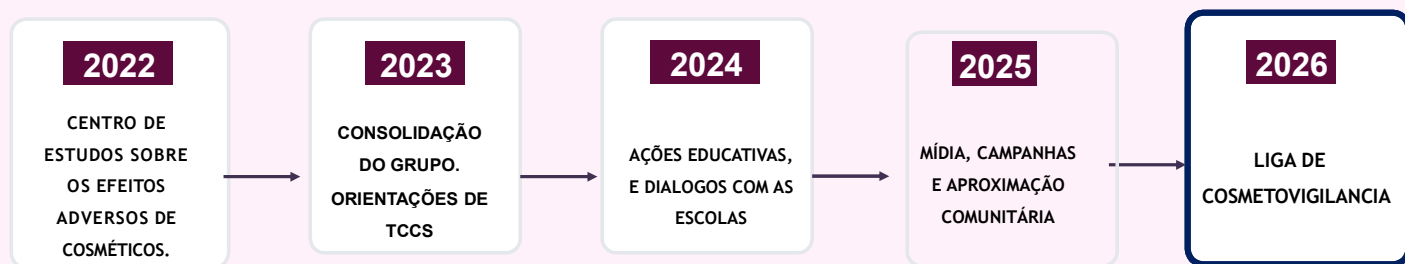 2022
CENTRO DE
ESTUDOS SOBRE
OS EFEITOS
ADVERSOS DE
COSMÉTICOS.
2023
CONSOLIDAÇÃO
DO GRUPO.
ORIENTAÇÕES DE
TCCS
2024
AÇÕES EDUCATIVAS,
E DIALOGOS COM AS
ESCOLAS
2025
MÍDIA, CAMPANHAS
E APROXIMAÇÃO
COMUNITÁRIA
2026
LIGA DE
COSMETOVIGILANCIA